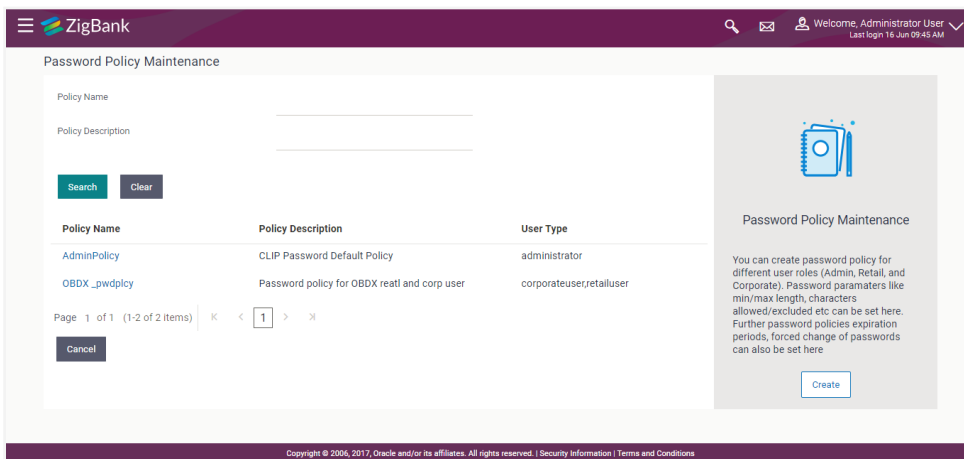 ZigBank
Welcome, Administrator User
Last login 16 Jun 09:45 AM
Password Policy Maintenance
Policy Name
Policy Description
Search Clear
Policy Name Policy Description User Type
AdminPolicy CLIP Password Default Policy administrator
OBDX _pwdplcy Password policy for OBDX reatl and corp user corporateuser,retailuser
Page 1 of 1 (1-2 of 2 items) 1
Cancel
Password Policy Maintenance
You can create password policy for
different user roles (Admin, Retail, and
Corporate). Password paramaters like
min/max length, characters
allowed/excluded etc can be set here.
Further password policies expiration
periods, forced change of passwords
can also be set here
Create
Copyright © 2006, 2017, Oracle and/or its affiliates. All rights reserved. | Security Information | Terms and Conditions